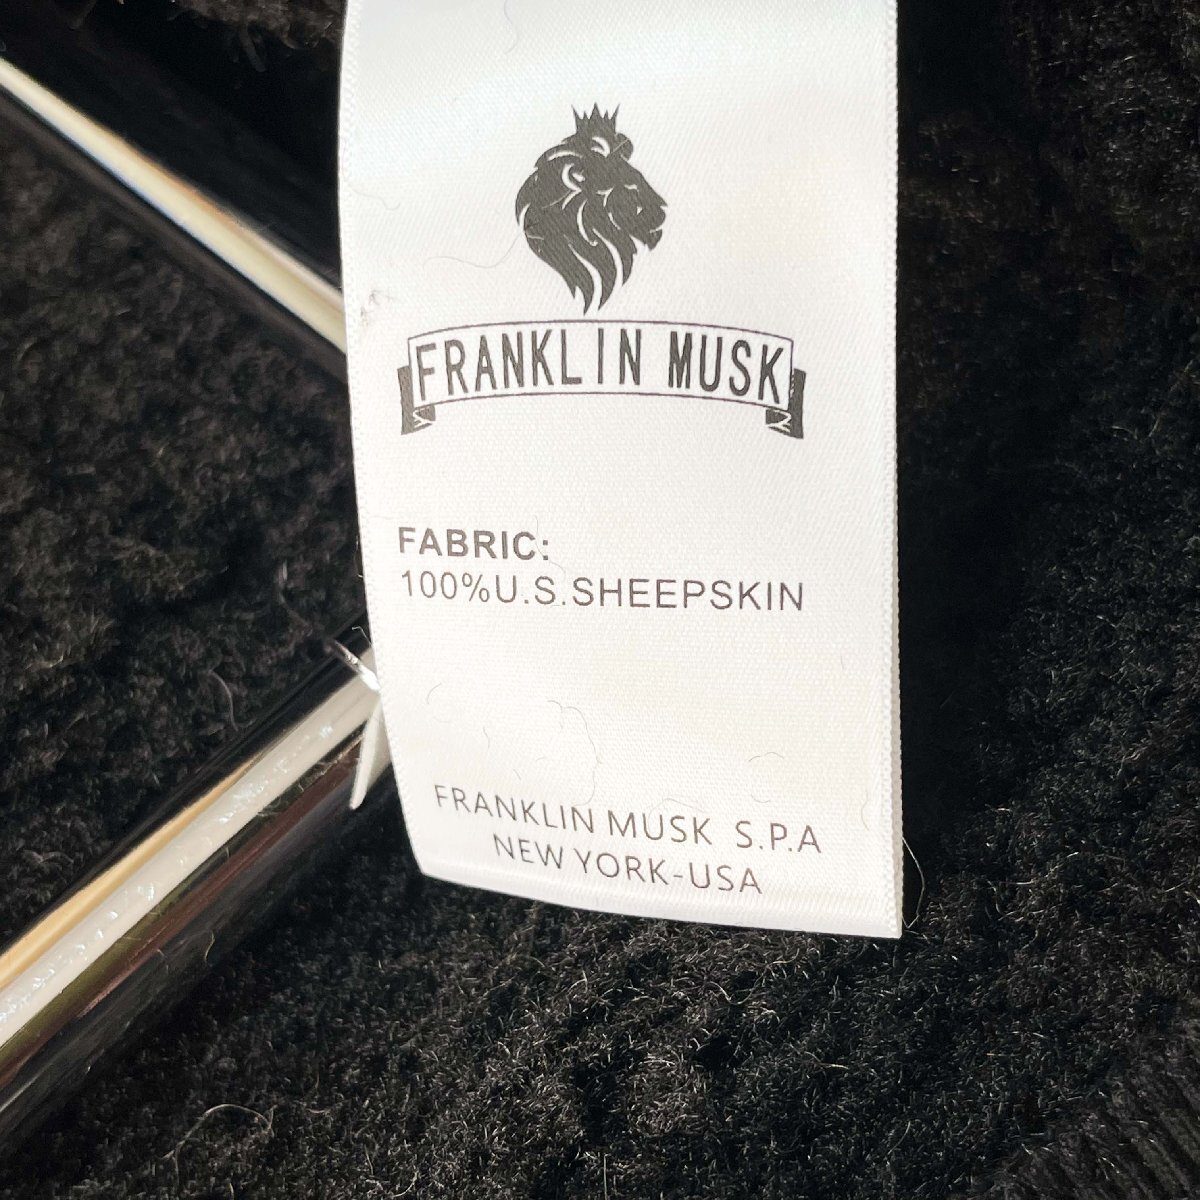 FRANKLIN MUSK
FABRIC:
100%U.S.SHEEPSKIN
FRANKLIN MUSK S.P.A
NEW YORK-USA